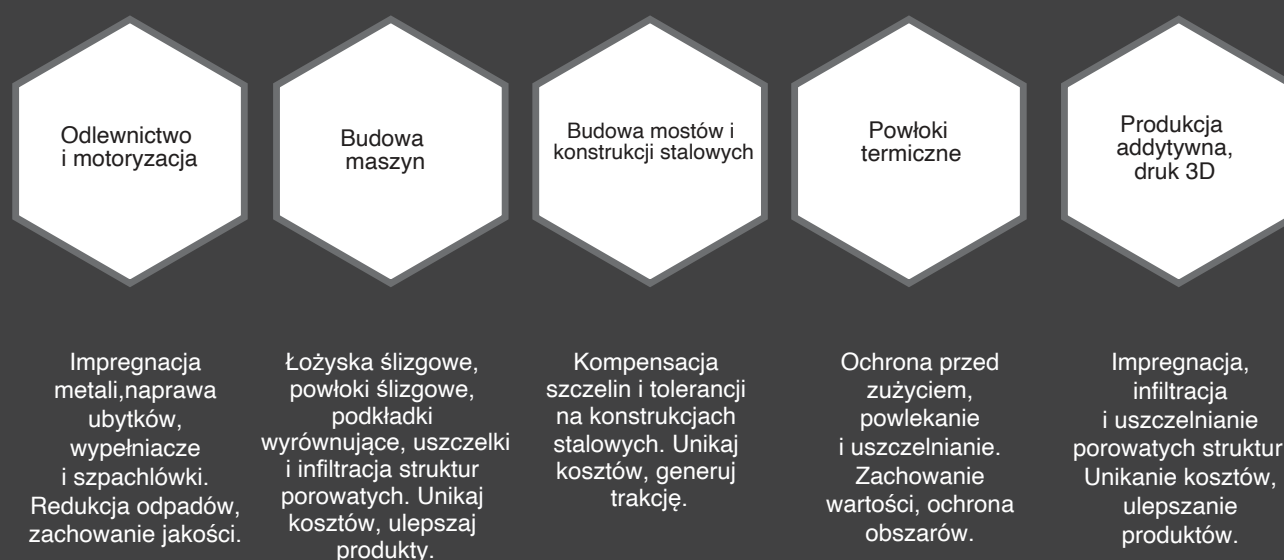 Odlewnictwo
i motoryzacja
Budowa
maszyn
Budowa mostów i
konstrukcji stalowych
Powłoki
termiczne
Produkcja
addytywna,
druk 3D
Impregnacja
metali,naprawa
ubytków,
wypełniacze
i szpachlówki.
Redukcja odpadów,
zachowanie jakości.
Łożyska ślizgowe,
powłoki ślizgowe,
podkładki
wyrównujące, uszczelki
i infiltracja struktur
porowatych. Unikaj
kosztów, ulepszaj
produkty.
Kompensacja
szczelin i tolerancji
na konstrukcjach
stalowych. Unikaj
kosztów, generuj
trakcję.
Ochrona przed
zużyciem,
powlekanie
i uszczelnianie.
Zachowanie
wartości, ochrona
obszarów.
Impregnacja,
infiltracja
i uszczelnianie
porowatych struktur
Unikanie kosztów,
ulepszanie
produktów.